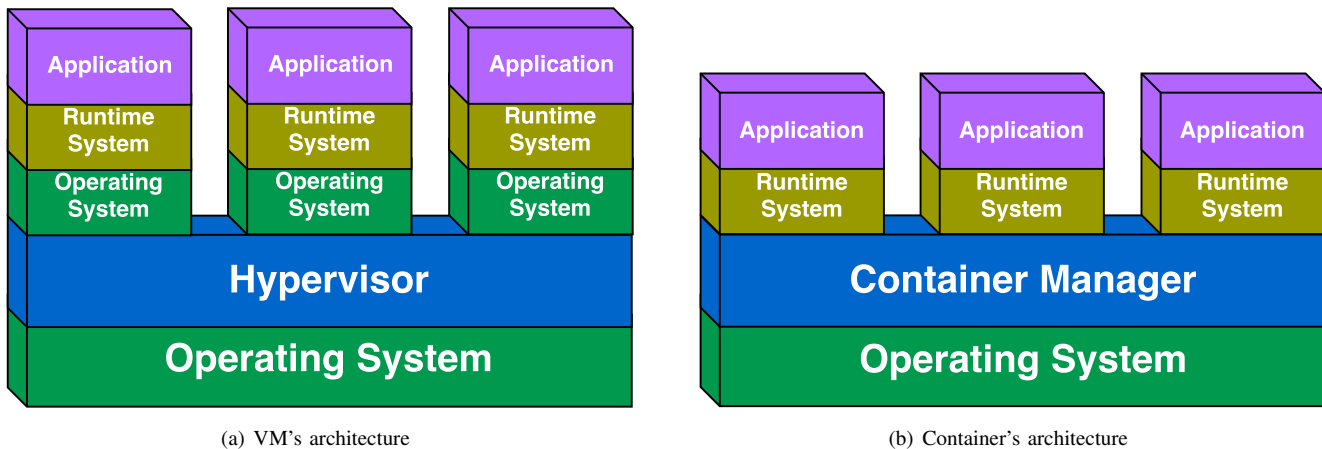 Application
Runtime
System
Operating
System
Application
Runtime
System
Operating
System
Application
Runtime
System
Operating
System
Hypervisor
Operating System
(a) VM's architecture
Application
Runtime
System
Application
Runtime
System
Application
Runtime
System
Container Manager
Operating System
(b) Container's architecture